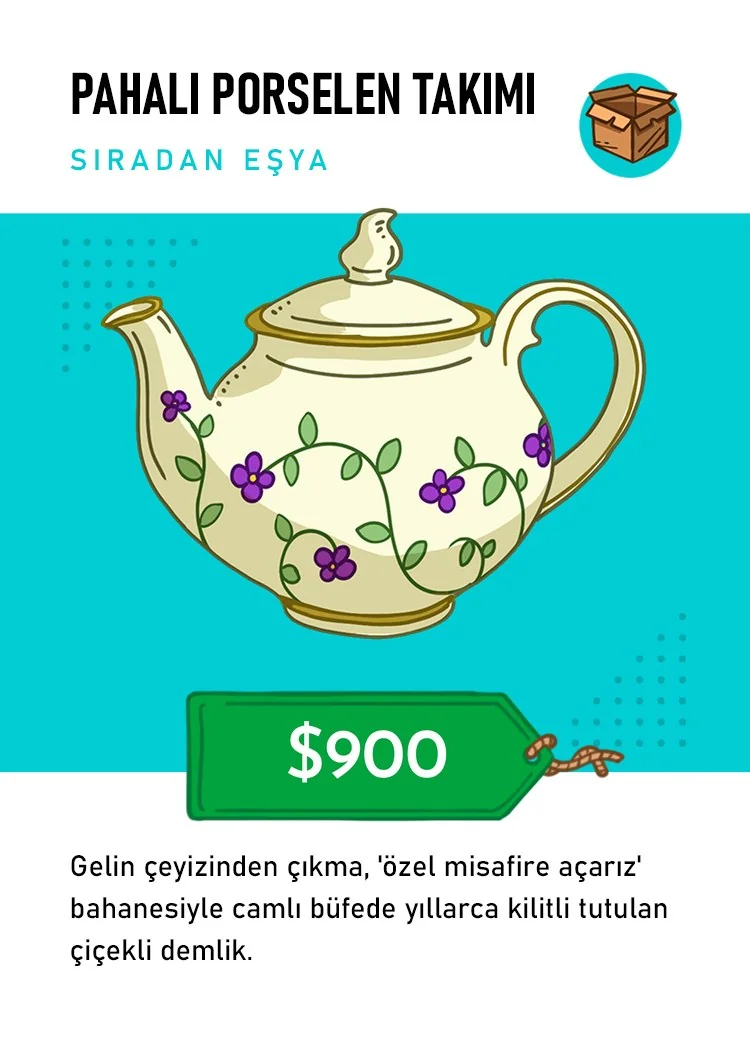 PAHALI PORSELEN TAKIMI
SIRADAN EŞYA
$900
Gelin çeyizinden çıkma, 'özel misafire açarız'
bahanesiyle camlı büfede yıllarca kilitli tutulan
çiçekli demlik.